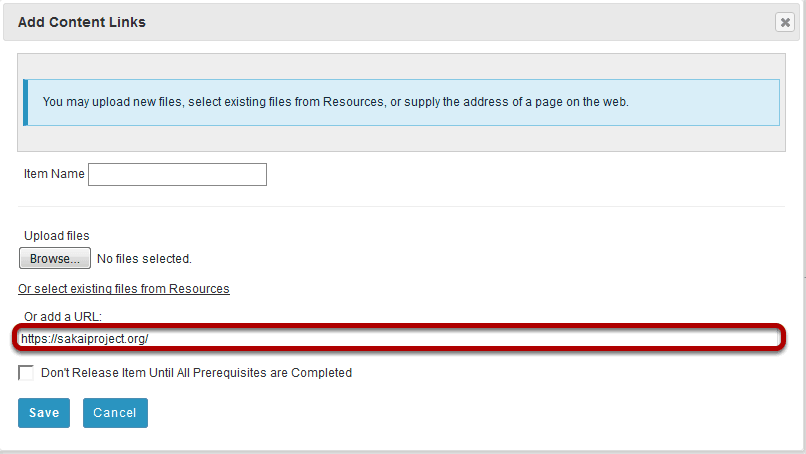 Add Content Links
You may upload new files, select existing files from Resources, or supply the address of a page on the web.
Item Name
Upload files
Browse... No files selected.
Or select existing files from Resources
Or add a URL:
https://sakaiproject.org/
Don't Release Item Until All Prerequisites are Completed
Save Cancel